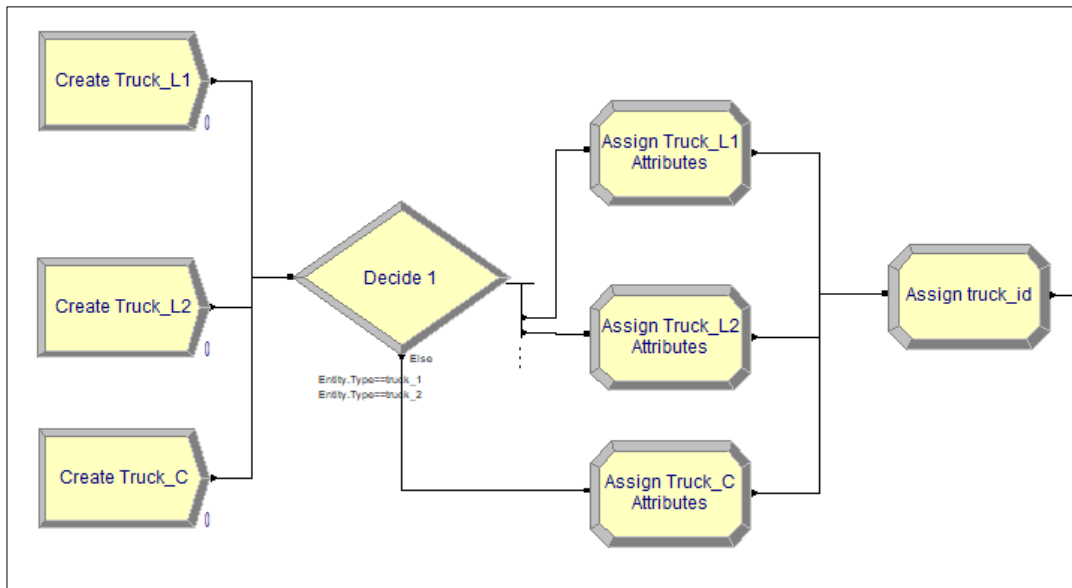 Create Truck_L1
0
Create Truck_L2
0
Create Truck_C
0
Decide 1
Else
Entity.Type==truck_1
Entity.Type==truck_2
Assign Truck_L1
Attributes
Assign Truck_L2
Attributes
Assign Truck_C
Attributes
Assign truck_id